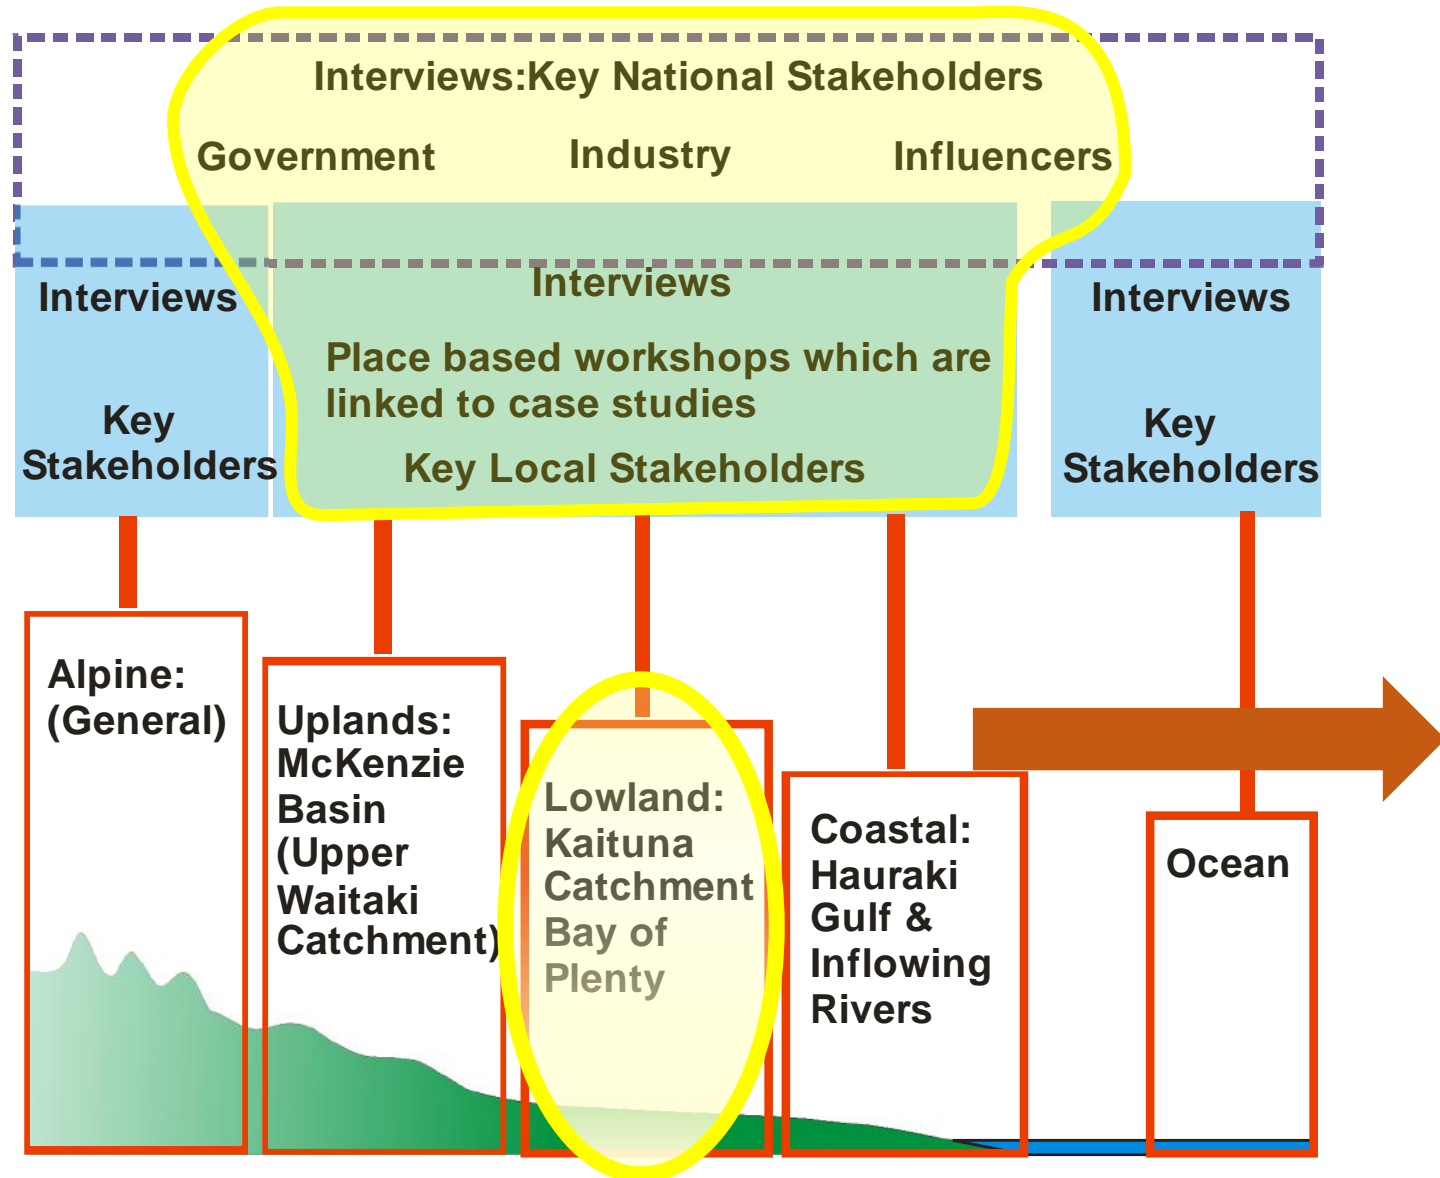 Interviews:Key National Stakeholders
Government
Industry
Influencers
Interviews
Key
Stakeholders
Interviews
Place based workshops which are
linked to case studies
Key Local Stakeholders
Interviews
Key
Stakeholders
Alpine:
(General)
Uplands:
McKenzie
Basin
(Upper
Waitaki
Catchment)
Lowland:
Kaituna
Catchment
Bay of
Plenty
Coastal:
Hauraki
Gulf &
Inflowing
Rivers
Ocean